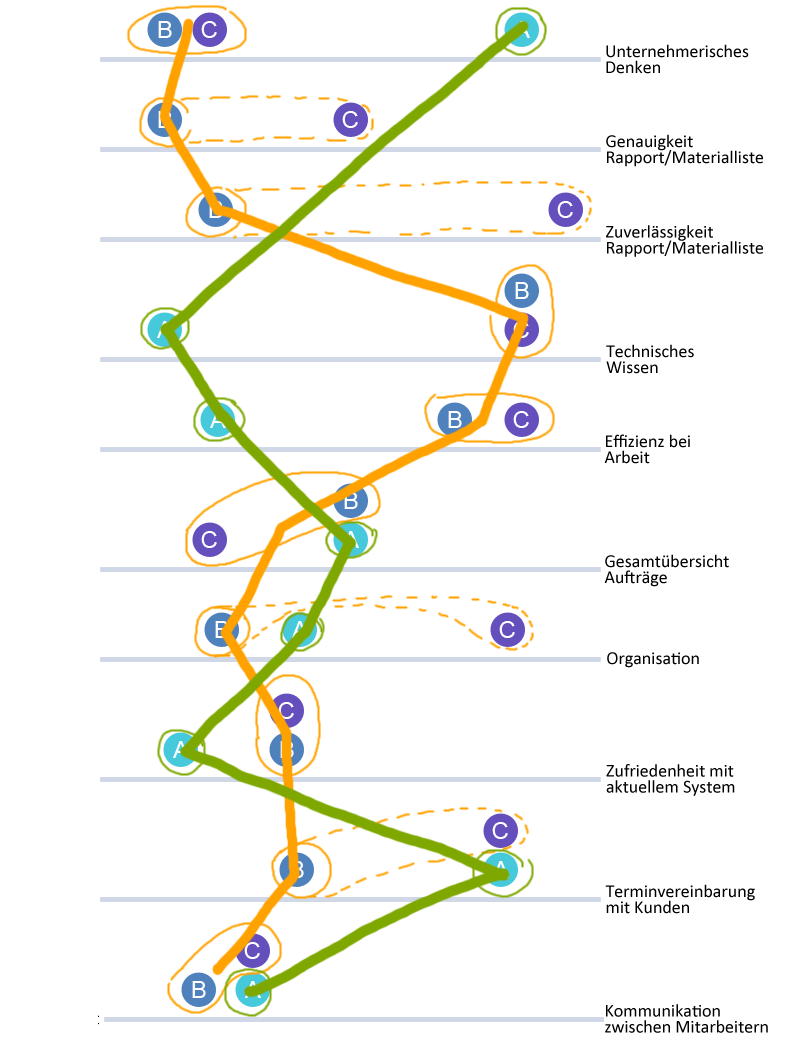 B C A
Unternehmerisches
Denken
B C
Genauigkeit
Rapport/Materialliste
B C
Zuverlässigkeit
Rapport/Materialliste
B
A C
Technisches
Wissen
A B C
Effizienz bei
Arbeit
B
C A
Gesamtübersicht
Aufträge
B A C
Organisation
C
A B
Zufriedenheit mit
aktuellem System
C
B A
Terminvereinbarung
mit Kunden
C
B A
Kommunikation
zwischen Mitarbeitern